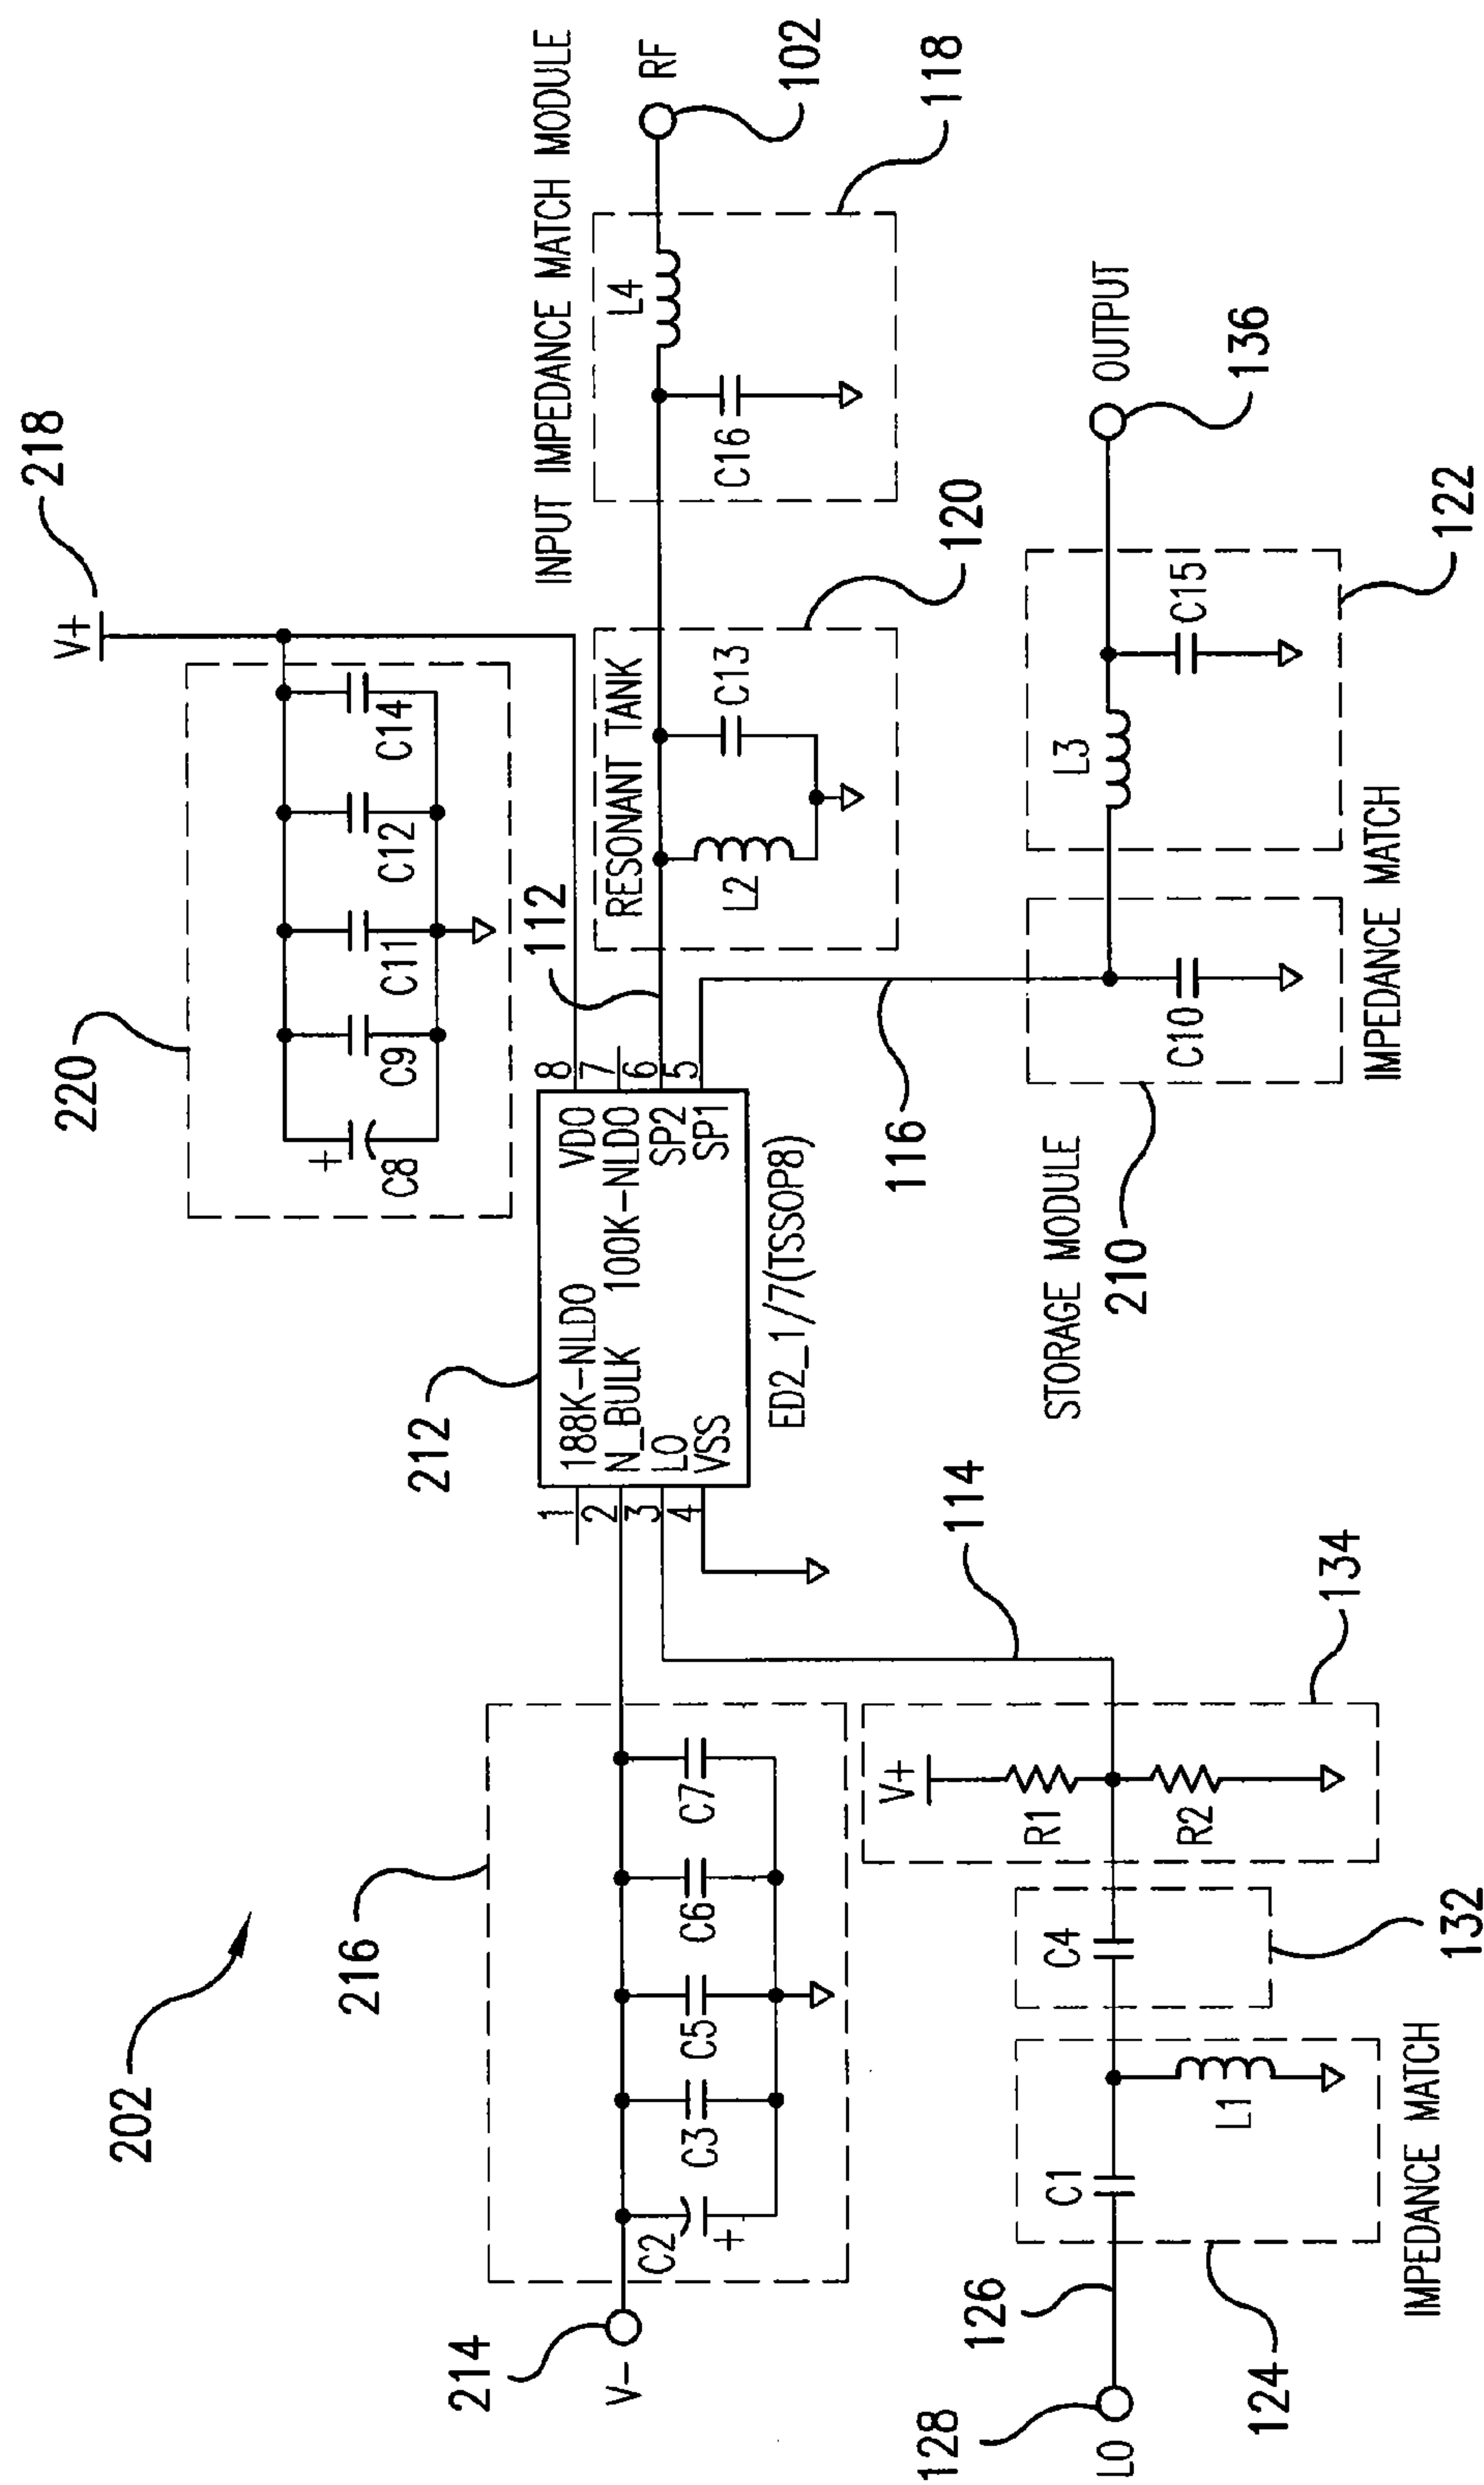 202
218
V+
220
C8
+
C9
C11
C12
C14
INPUT IMPEDANCE MATCH MODULE
RF
102
L4
C16
118
RESONANT TANK
L2
C13
120
112
212
188K-NLDO
N_BULK
LO
VSS
VDO
100K-NLDO
SP2
SP1
1
2
3
4
8
7
6
5
ED2_1/7(TSSOP8)
216
214
V-
C2
+
C3
C5
C6
C7
114
116
V+
R1
R2
134
C4
132
C1
L1
IMPEDANCE MATCH
124
126
128
LO
STORAGE MODULE
210
C10
IMPEDANCE MATCH
L3
C15
122
OUTPUT
136